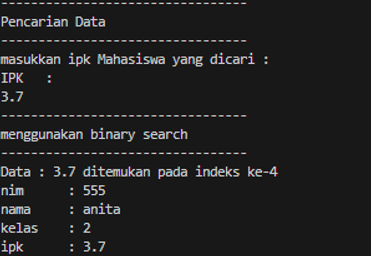 -------------------------------
Pencarian Data
-------------------------------
masukkan ipk Mahasiswa yang dicari :
IPK   :
3.7
-------------------------------
menggunakan binary search
-------------------------------
Data : 3.7 ditemukan pada indeks ke-4
nim      : 555
nama     : anita
kelas    : 2
ipk      : 3.7